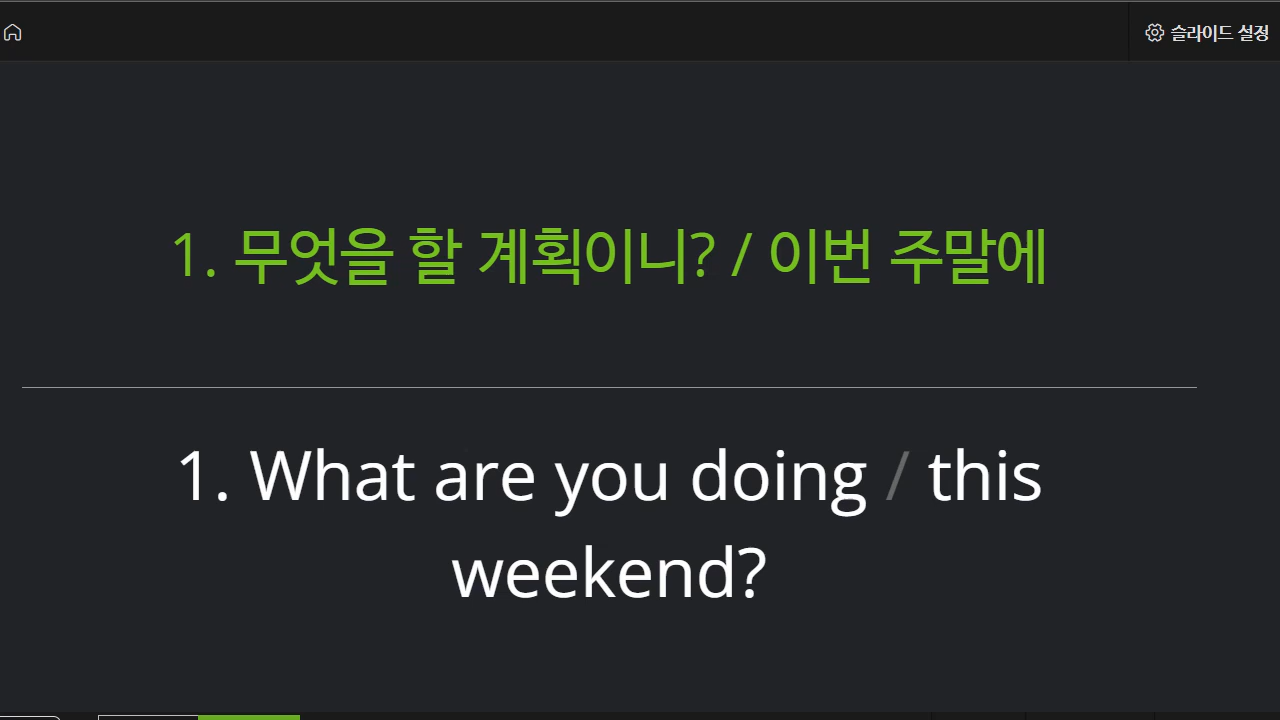 슬라이드 설정
1. 무엇을 할 계획이니? / 이번 주말에
1. What are you doing / this
weekend?